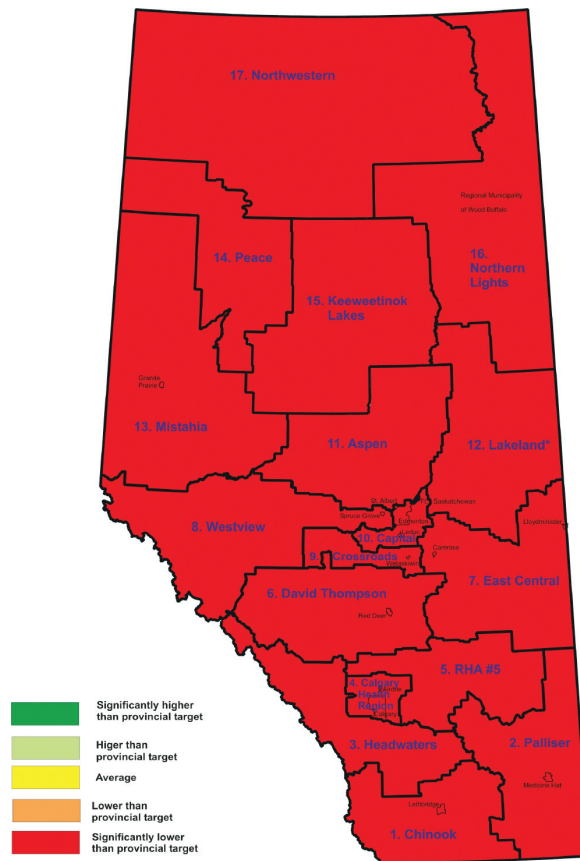 17. Northwestern
Regional Municipality
of Wood Buffalo
14. Peace
16.
Northern
Lights
15. Keeweetinok
Lakes
Grande
Prairie
13. Mistahia
11. Aspen
12. Lakeland*
St. Albert
Ft. Saskatchewan
Spruce Grove
Edmonton
Lloydminster
8. Westview
Leduc
10. Capital
9. Crossroads
Camrose
Wetaskiwin
7. East Central
6. David Thompson
Red Deer
5. RHA #5
4. Calgary
Health
Region
Airdrie
Calgary
3. Headwaters
2. Palliser
Medicine Hat
Lethbridge
1. Chinook
Significantly higher
than provincial target
Higer than
provincial target
Average
Lower than
provincial target
Significantly lower
than provincial target